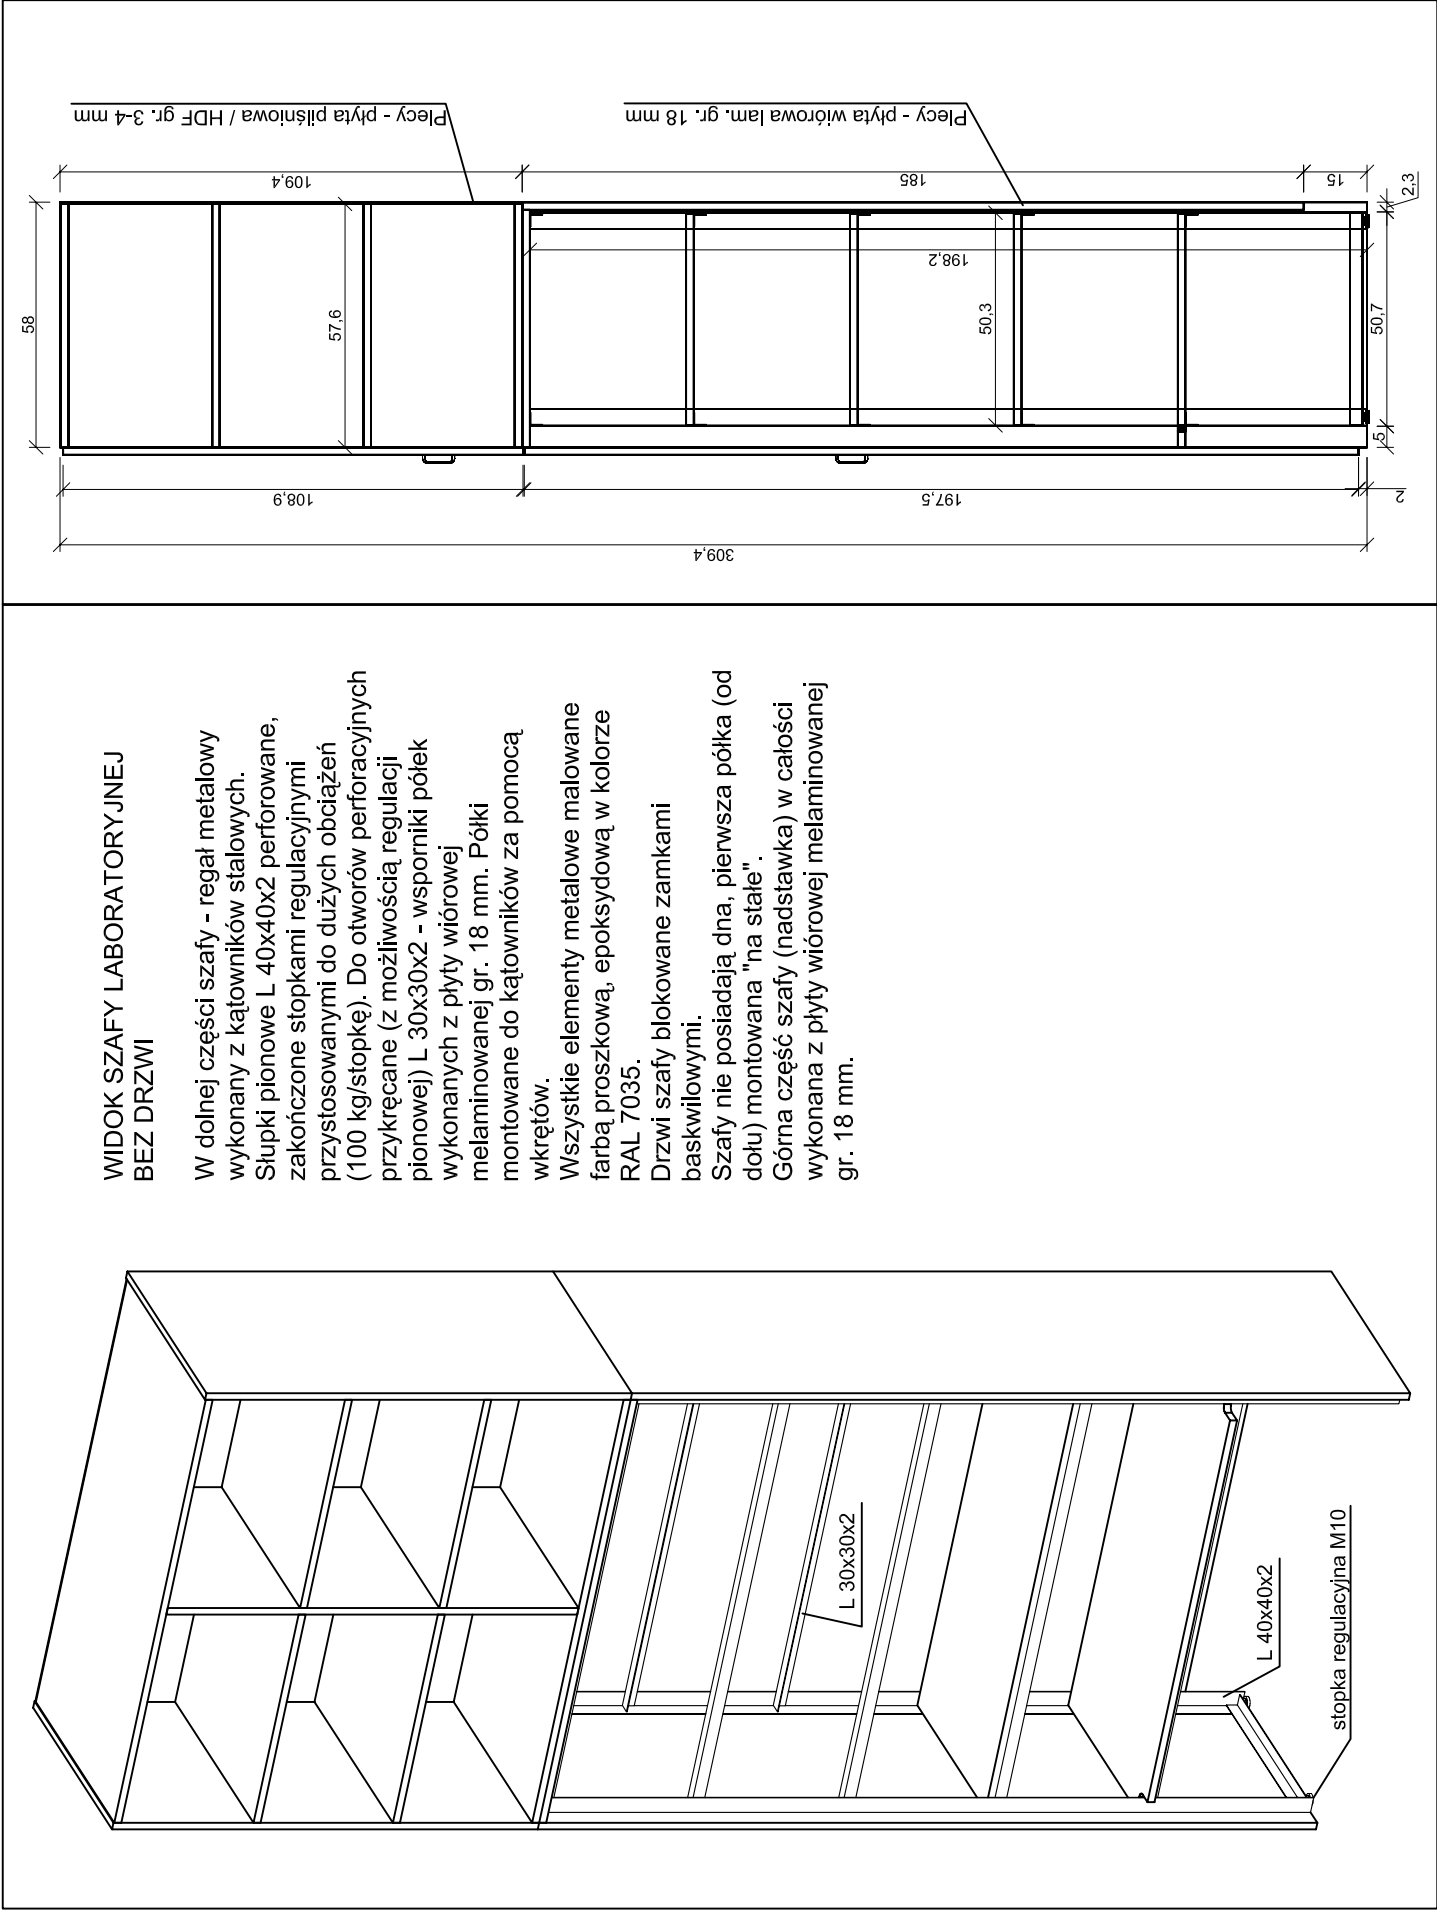 WIDOK SZAFY LABORATORYJNEJ
BEZ DRZWI
W dolnej części szafy - regał metalowy
wykonany z kątowników stalowych.
Słupki pionowe L 40x40x2 perforowane,
zakończone stopkami regulacyjnymi
przystosowanymi do dużych obciążeń
(100 kg/stopkę). Do otworów perforacyjnych
przykręcane (z możliwością regulacji
pionowej) L 30x30x2 - wsporniki półek
wykonanych z płyty wiórowej
melaminowanej gr. 18 mm. Półki
montowane do kątowników za pomocą
wkrętów.
Wszystkie elementy metalowe malowane
farbą proszkową, epoksydową w kolorze
RAL 7035.
Drzwi szafy blokowane zamkami
baskwilowymi.
Szafy nie posiadają dna, pierwsza półka (od
dołu) montowana "na stałe".
Górna część szafy (nadstawka) w całości
wykonana z płyty wiórowej melaminowanej
gr. 18 mm.
L 30x30x2
L 40x40x2
stopka regulacyjna M10
Plecy - płyta pilśniowa / HDF gr. 3-4 mm
Plecy - płyta wiórowa lam. gr. 18 mm
109,4
185
15
2,3
58
57,6
198,2
50,3
50,7
5
108,9
197,5
2
309,4